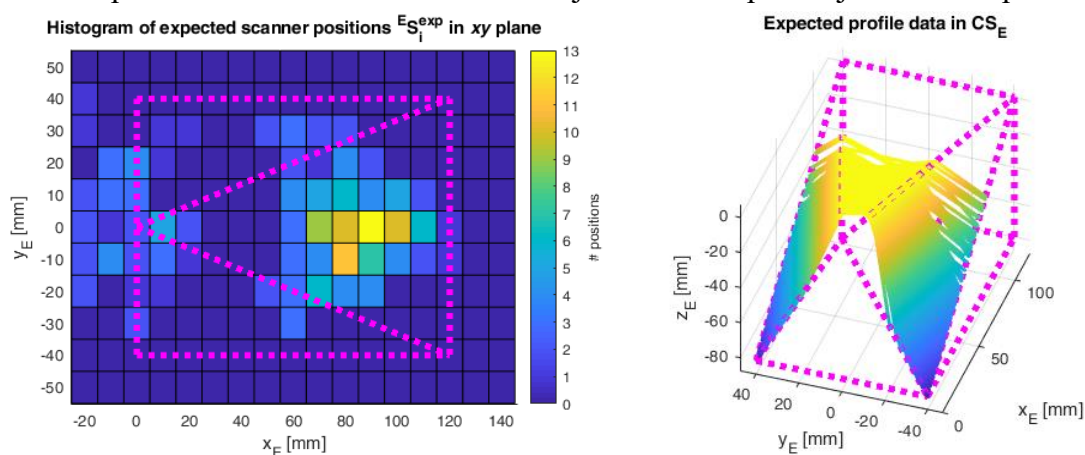 Histogram of expected scanner positions ᴱSᵢᵉˣᵖ in xy plane
50
40
30
20
10
0
-10
-20
-30
-40
-50
y_E [mm]
-20 0 20 40 60 80 100 120 140
x_E [mm]
13
12
11
10
9
8
7
6
5
4
3
2
1
0
# positions
Expected profile data in CS_E
0
-20
-40
-60
-80
z_E [mm]
40 20 0 -20 -40
y_E [mm]
0 50 100
x_E [mm]